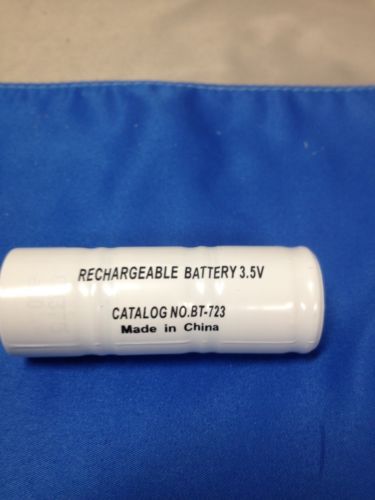 RECHARGEABLE BATTERY 3.5V
CATALOG NO.BT-723
Made in China